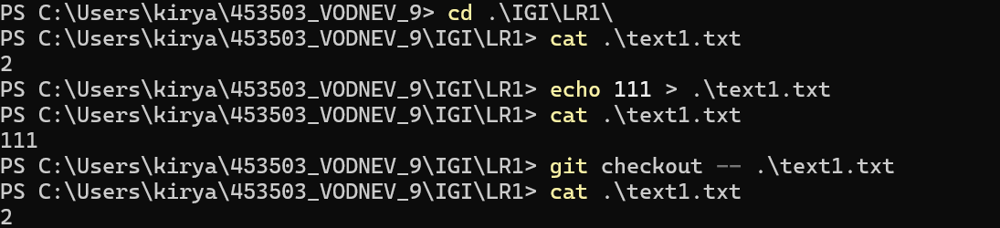 PS C:\Users\kirya\453503_VODNEV_9> cd .\IGI\LR1\
PS C:\Users\kirya\453503_VODNEV_9\IGI\LR1> cat .\text1.txt
2
PS C:\Users\kirya\453503_VODNEV_9\IGI\LR1> echo 111 > .\text1.txt
PS C:\Users\kirya\453503_VODNEV_9\IGI\LR1> cat .\text1.txt
111
PS C:\Users\kirya\453503_VODNEV_9\IGI\LR1> git checkout -- .\text1.txt
PS C:\Users\kirya\453503_VODNEV_9\IGI\LR1> cat .\text1.txt
2